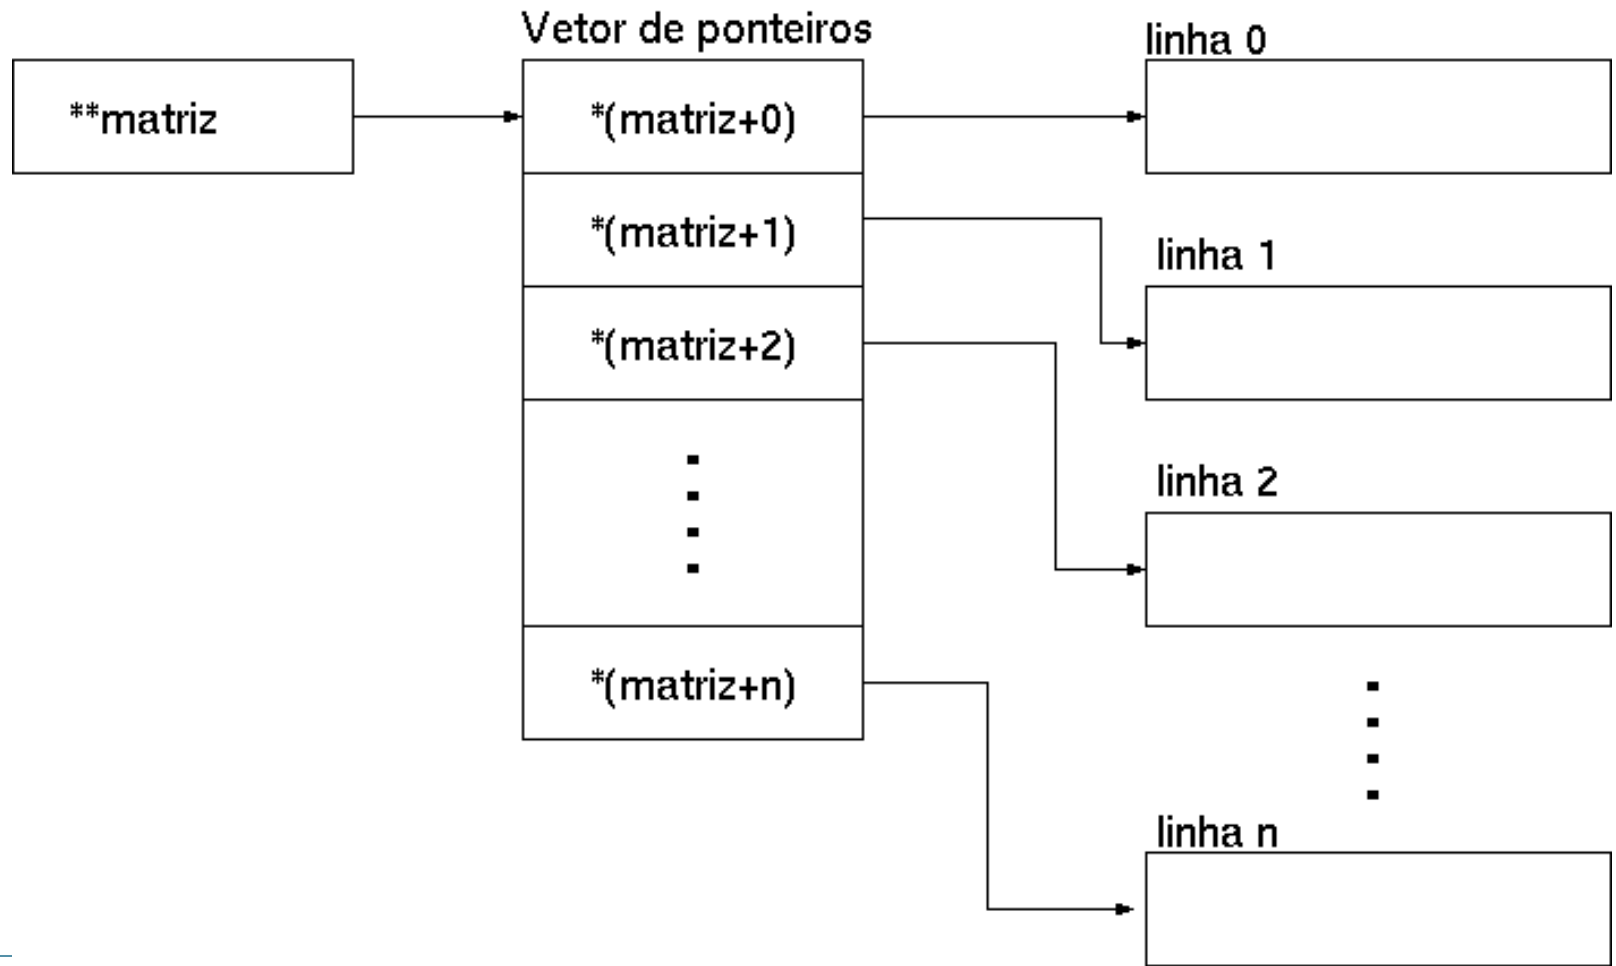 Vetor de ponteiros
linha 0
**matriz
*(matriz+0)
*(matriz+1)
linha 1
*(matriz+2)
linha 2
*(matriz+n)
linha n